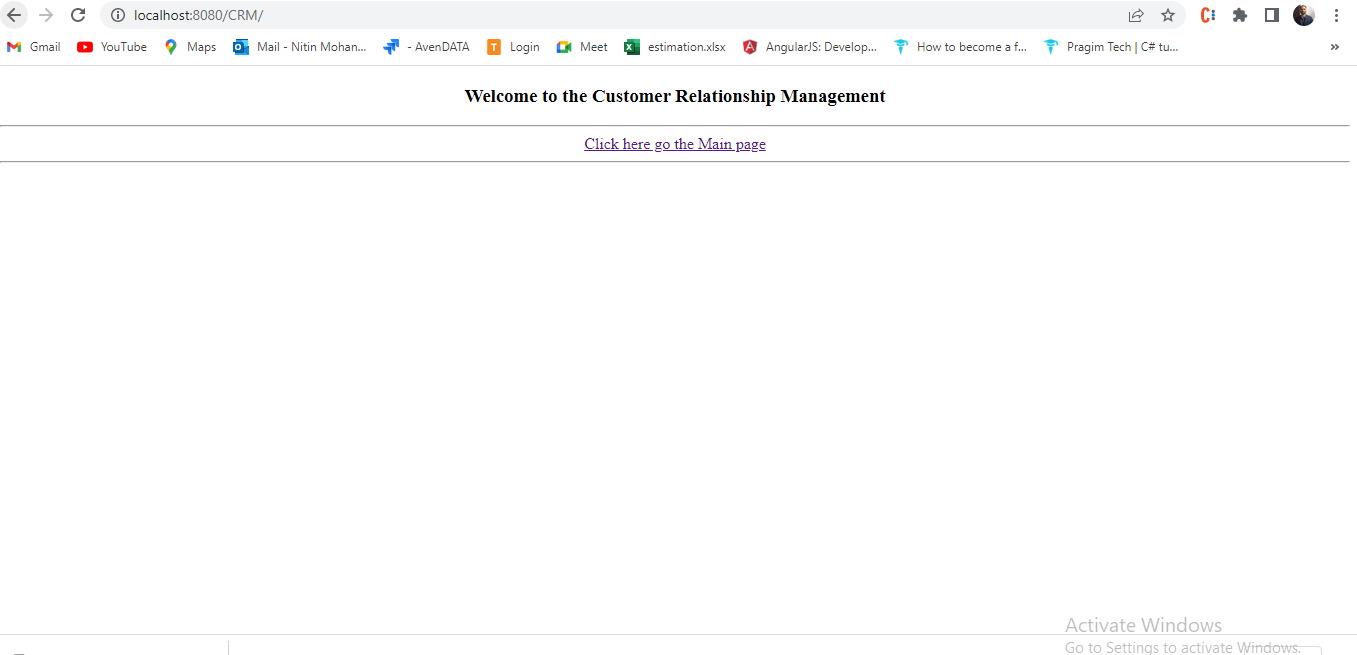 localhost:8080/CRM/
Gmail YouTube Maps Mail - Nitin Mohan... - AvenDATA Login Meet estimation.xlsx AngularJS: Develop... How to become a f... Pragim Tech | C# tu... »
Welcome to the Customer Relationship Management
Click here go the Main page
Activate Windows
Go to Settings to activate Windows.